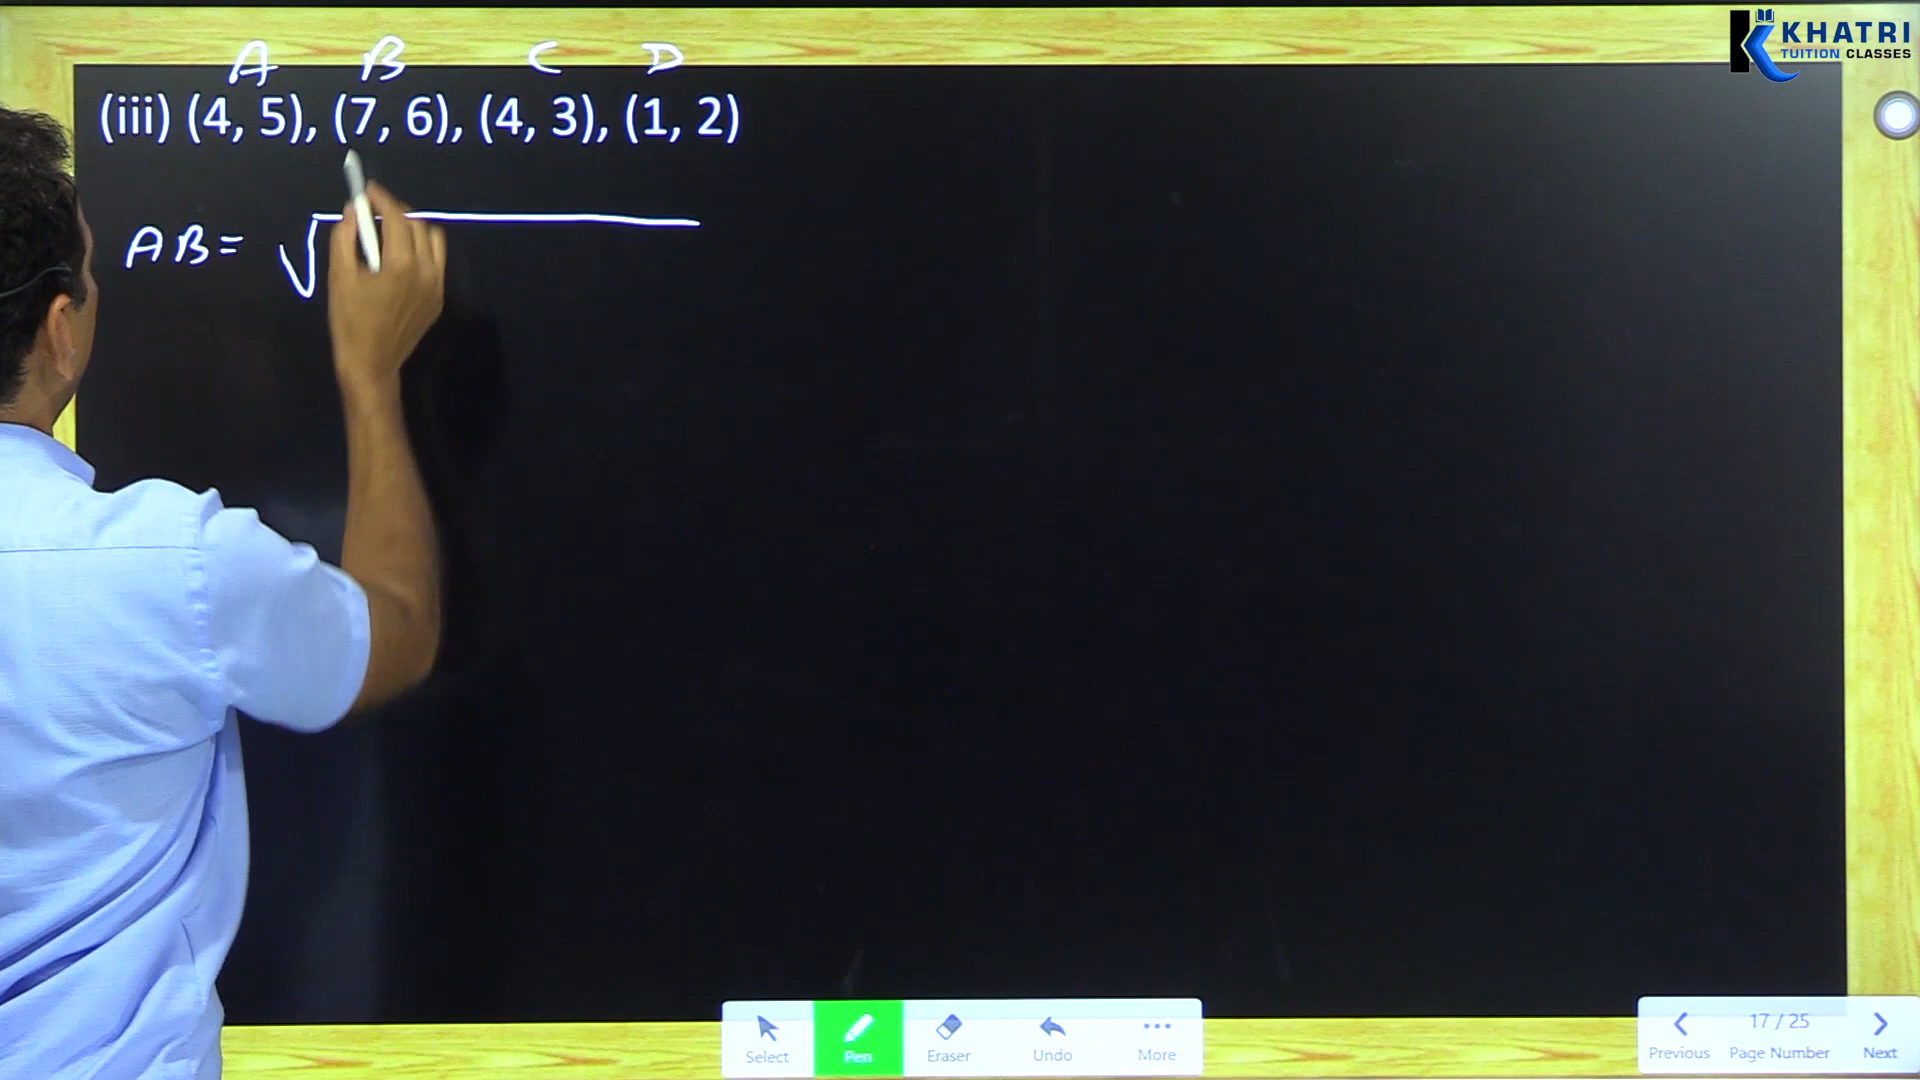 KHATRI
TUITION CLASSES
A B C D
(iii) (4, 5), (7, 6), (4, 3), (1, 2)
AB= √
Select Pen Eraser Undo More
Previous 17 / 25 Page Number Next